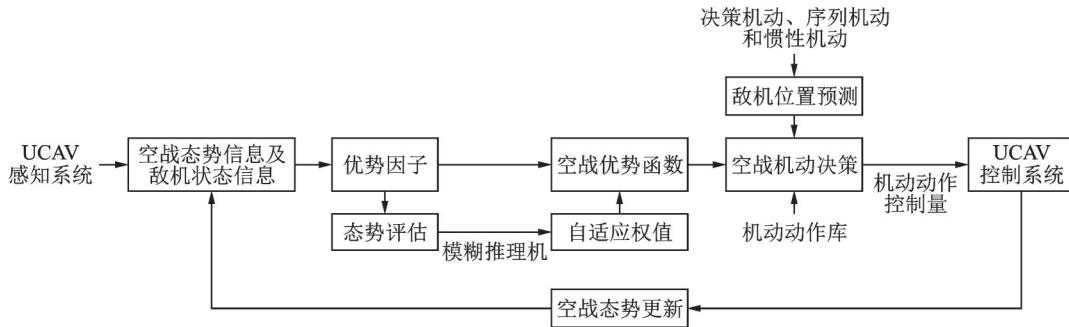 决策机动、序列机动
和惯性机动
敌机位置预测
UCAV
感知系统
空战态势信息及
敌机状态信息
优势因子
空战优势函数
空战机动决策
机动动作
控制量
UCAV
控制系统
态势评估
模糊推理机
自适应权值
机动动作库
空战态势更新